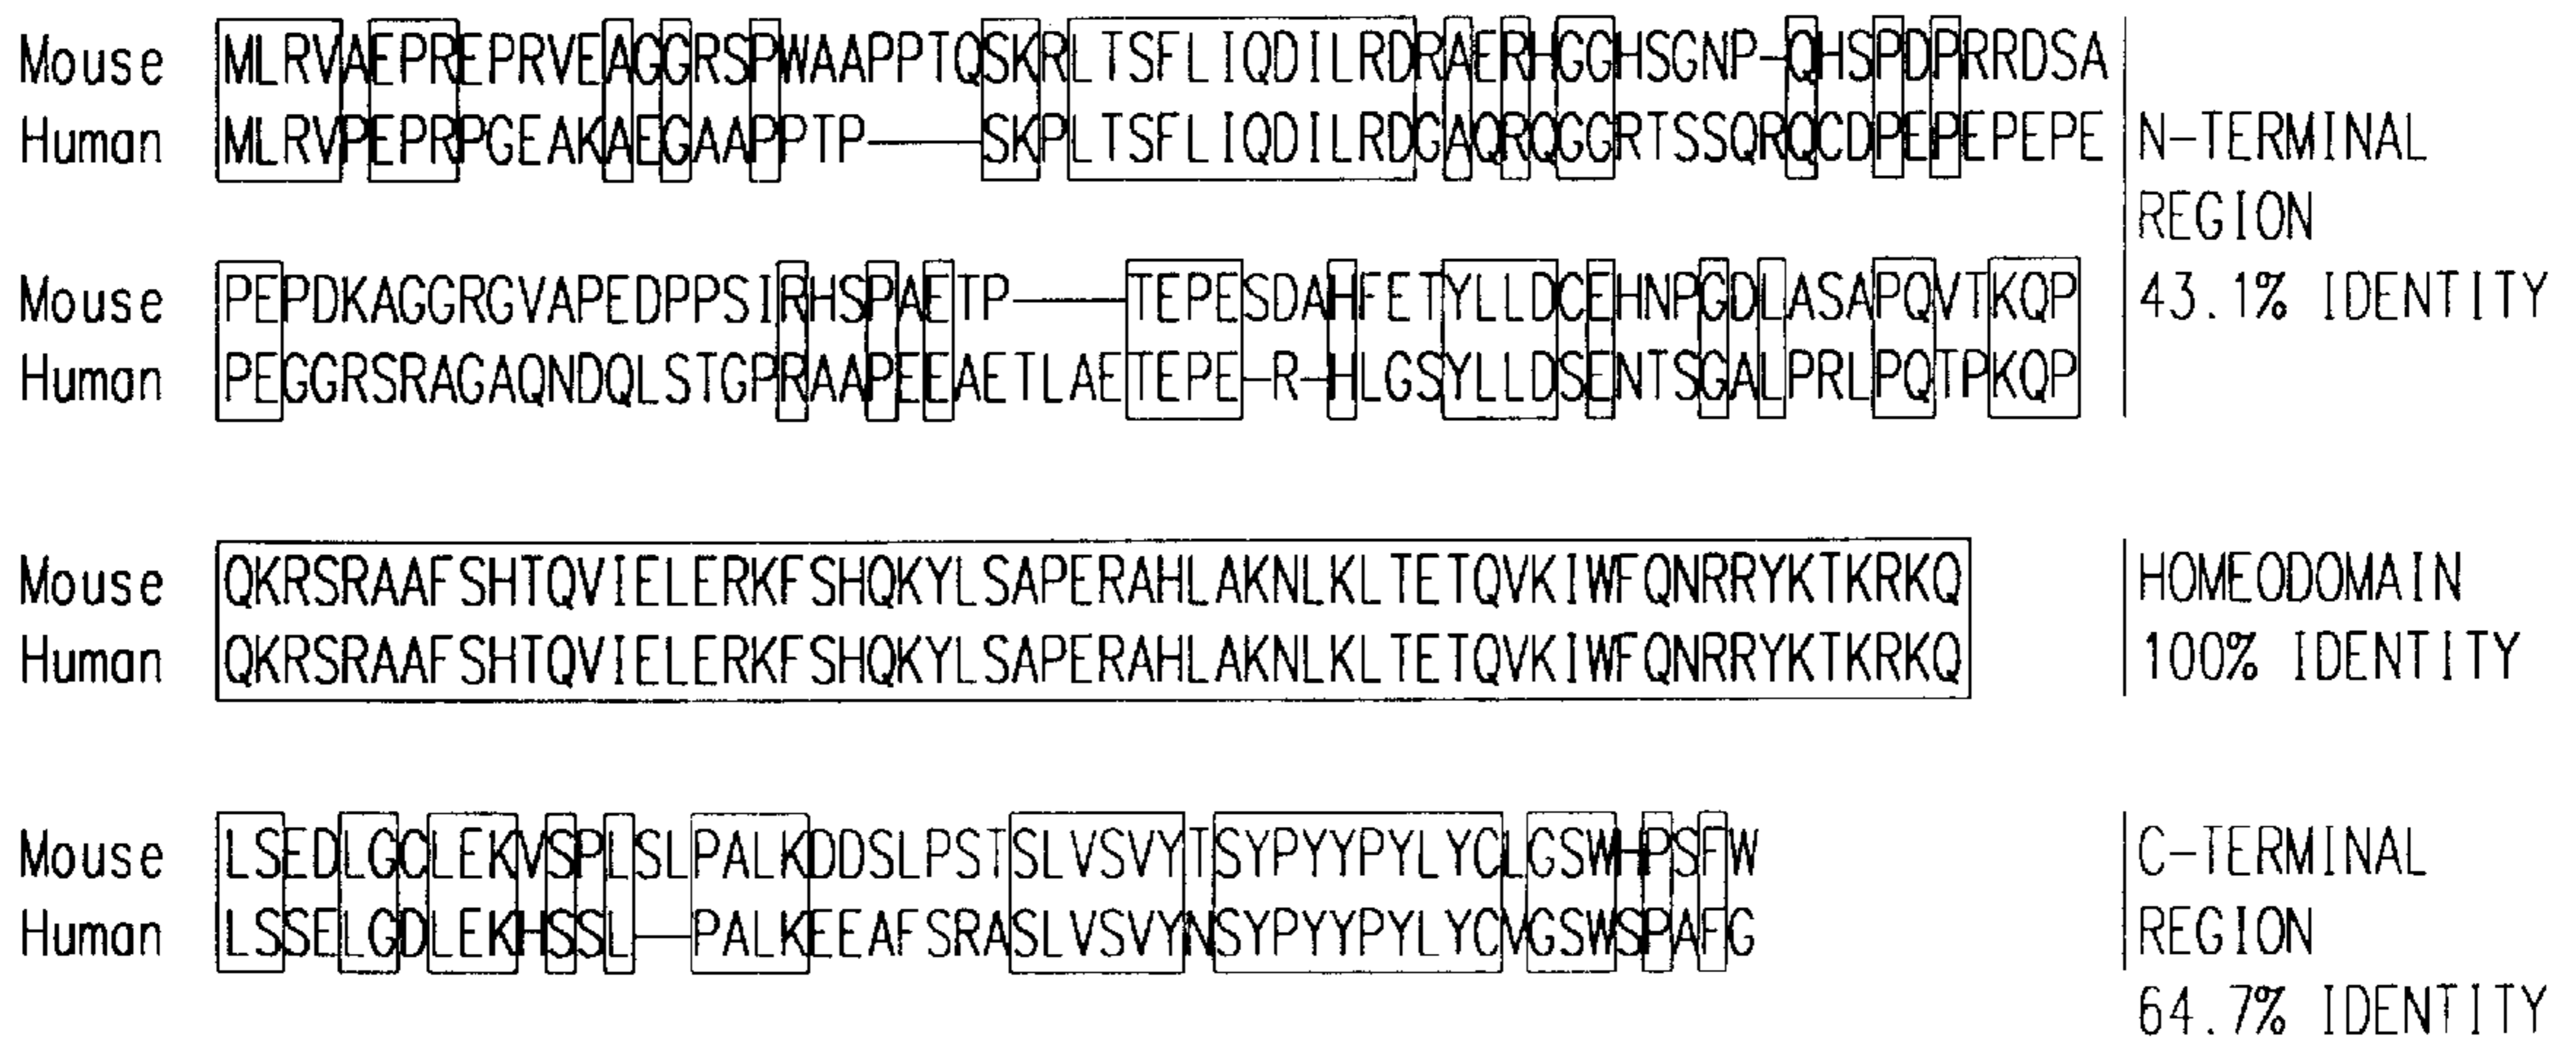 Mouse MLRVAEPREPRVEAGGRSPWAAPPTQSKRLTSFLIQDILRDRAERHGGHSGNP-QHSPDPRRDSA
Human MLRVPEPRPGEAKAEGAAPPTP----SKPLTSFLIQDILRDGAQRQGGRTSSQRQCDPEPEPEPE
N-TERMINAL
REGION
43.1% IDENTITY
Mouse PEPDKAGGRGVAPEDPPSIRHSPAETP----TEPESDAHFETYLLDCEHNPGDLASAPQVTKQP
Human PEGGRSRAGAQNDQLSTGPRAAPEEAETLAETEPE-R-HLGSYLLDSENTSGALPRLPQTPKQP
Mouse QKRSRAAFSHTQVIELERKFSHQKYLSAPERAHLAKNLKLTETQVKIWFQNRRYKTKRKQ
Human QKRSRAAFSHTQVIELERKFSHQKYLSAPERAHLAKNLKLTETQVKIWFQNRRYKTKRKQ
HOMEODOMAIN
100% IDENTITY
Mouse LSEDLGCLEKVSPLSLPALKDDSLPSTSLVSVYTSYPYYPYLYCLGSWHPSFW
Human LSSELGDLEKHSSL--PALKEEAFSRASLVSVYNSYPYYPYLYCVGSWSPAFG
C-TERMINAL
REGION
64.7% IDENTITY